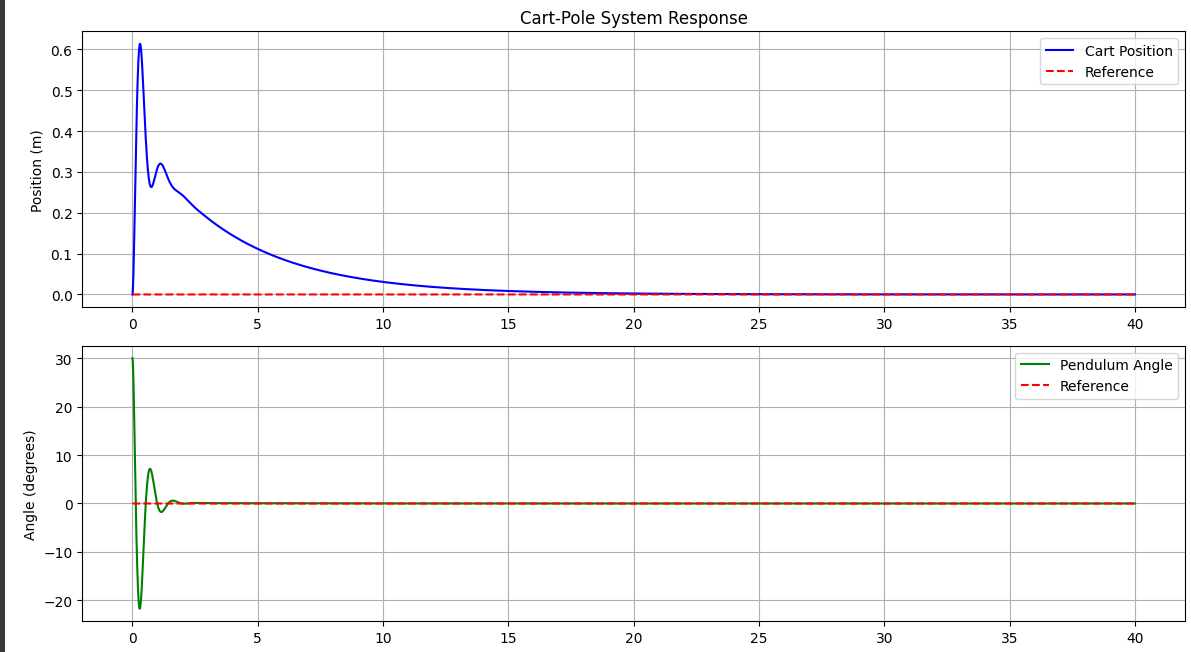 Cart-Pole System Response
Position (m)
0.6
0.5
0.4
0.3
0.2
0.1
0.0
Cart Position
Reference
0 5 10 15 20 25 30 35 40
Angle (degrees)
30
20
10
0
−10
−20
Pendulum Angle
Reference
0 5 10 15 20 25 30 35 40